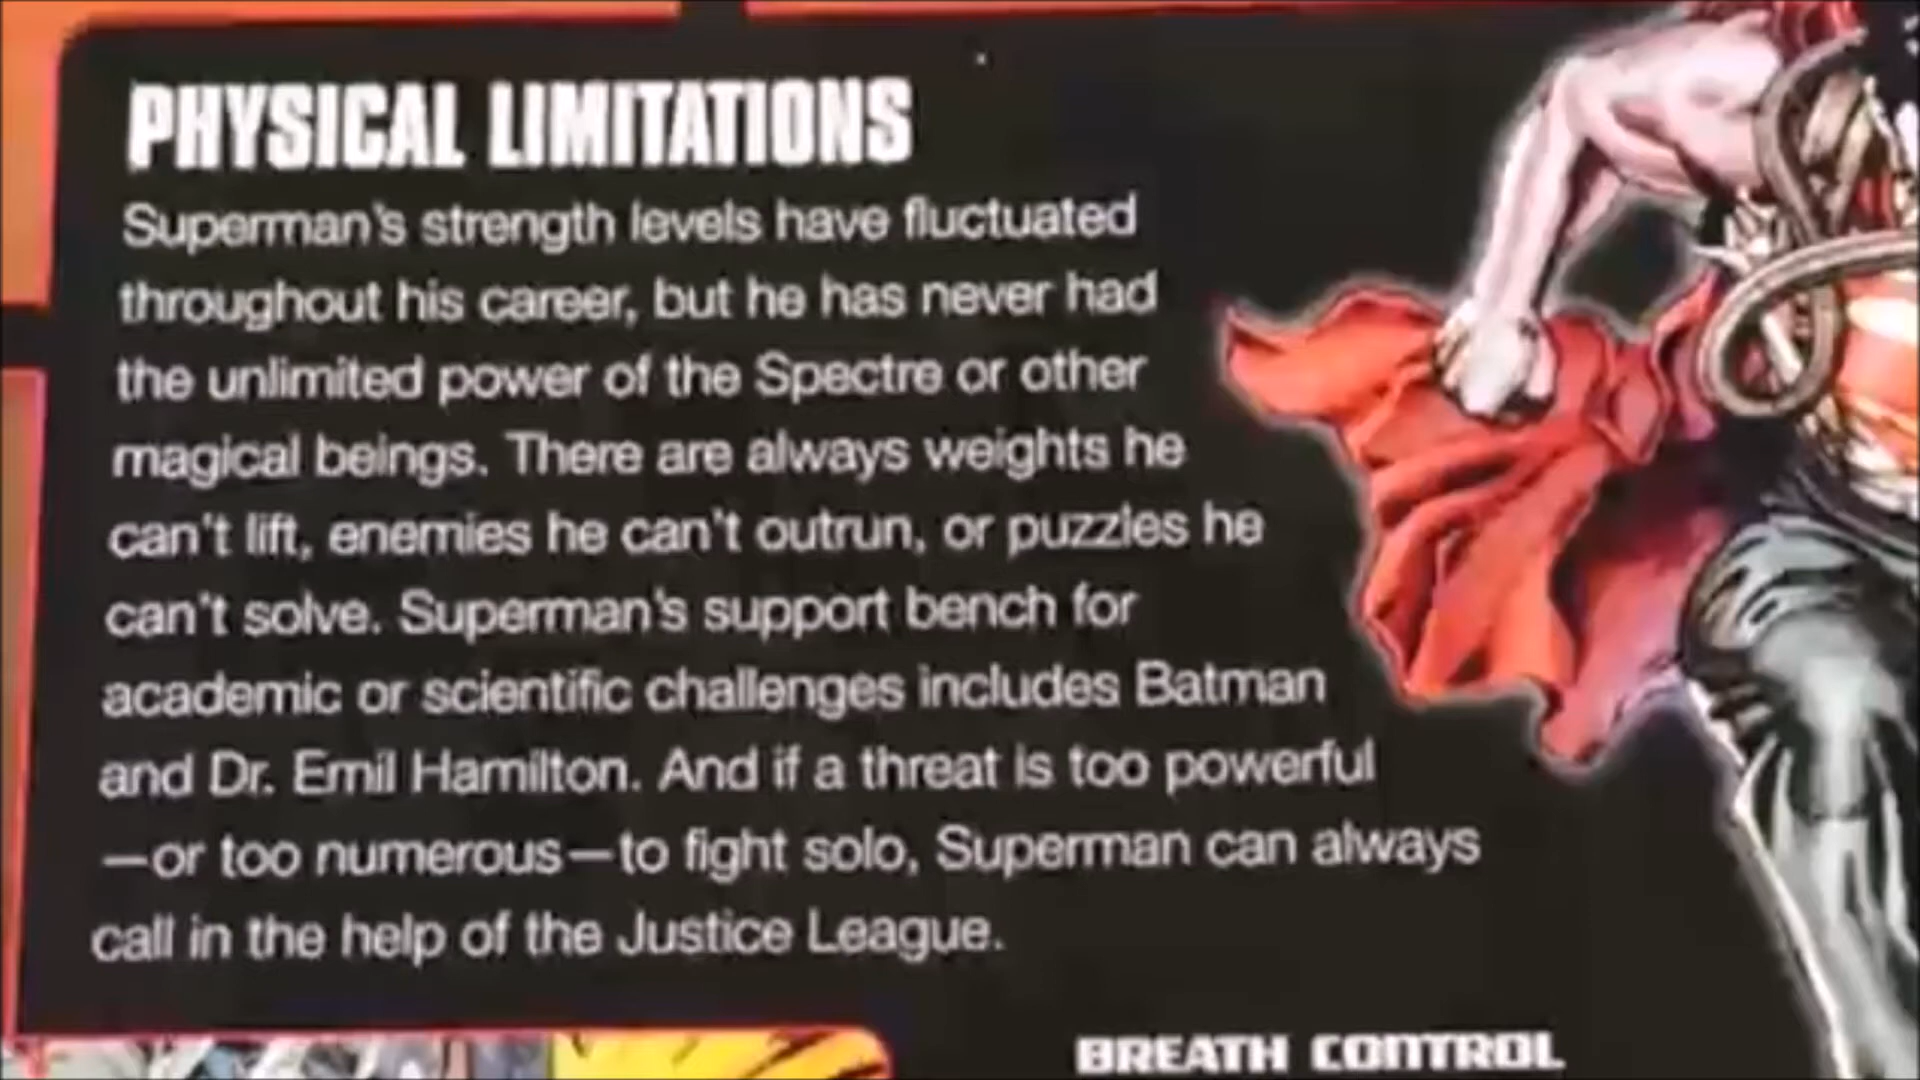 PHYSICAL LIMITATIONS
Superman's strength levels have fluctuated
throughout his career, but he has never had
the unlimited power of the Spectre or other
magical beings. There are always weights he
can't lift, enemies he can't outrun, or puzzles he
can't solve. Superman's support bench for
academic or scientific challenges includes Batman
and Dr. Emil Hamilton. And if a threat is too powerful
—or too numerous—to fight solo, Superman can always
call in the help of the Justice League.
BREATH CONTROL